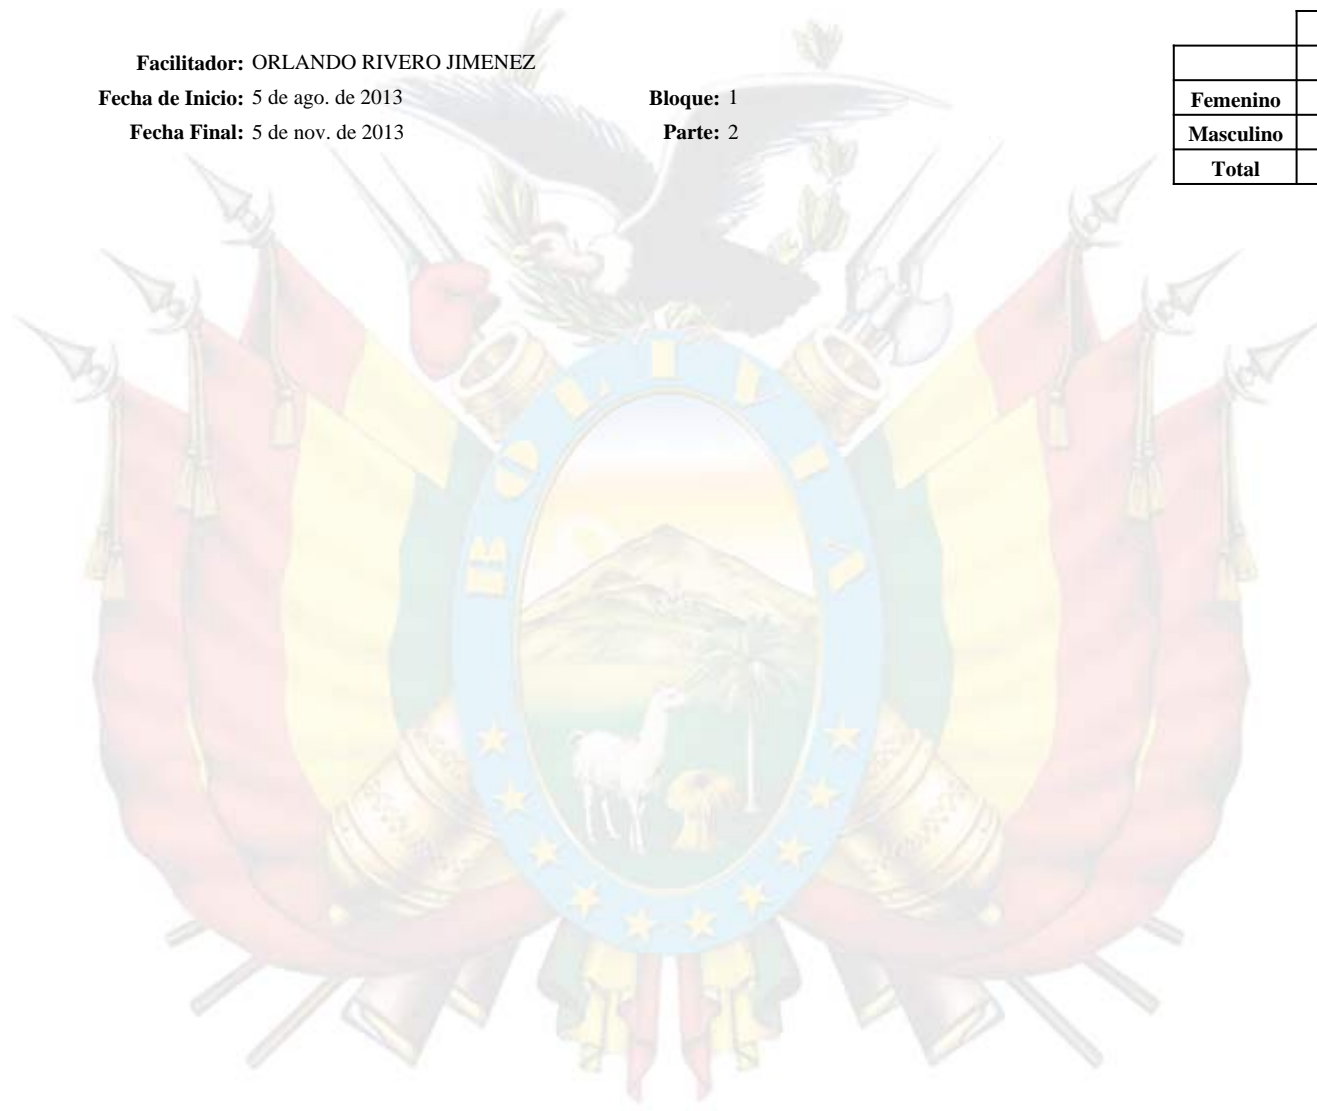 Facilitador: ORLANDO RIVERO JIMENEZ
Fecha de Inicio: 5 de ago. de 2013 Bloque: 1
Fecha Final: 5 de nov. de 2013 Parte: 2
Femenino
Masculino
Total
BOLIVIA